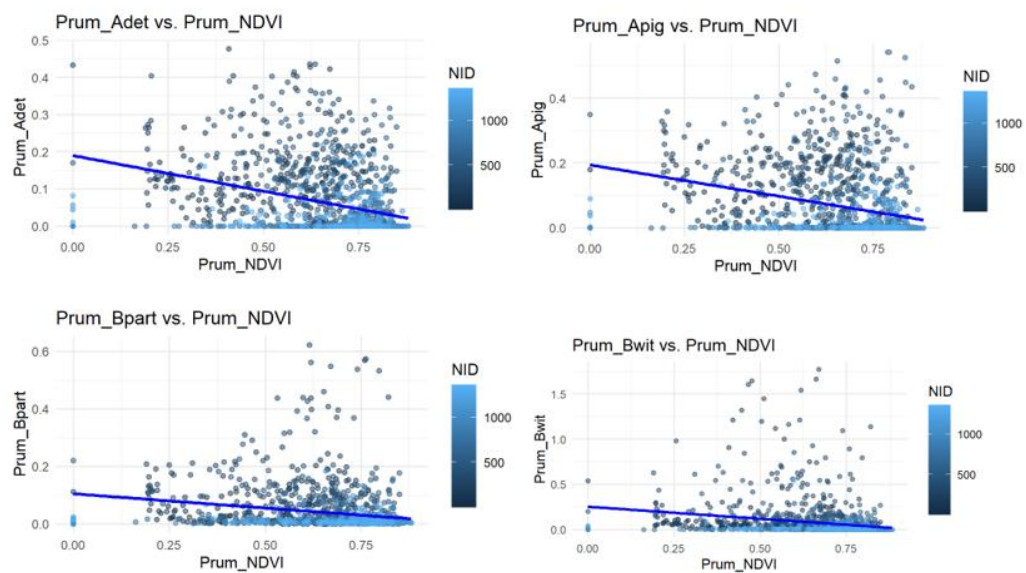 Prum_Adet vs. Prum_NDVI
0.5
0.4
0.3
0.2
0.1
0.0
Prum_Adet
0.00 0.25 0.50 0.75
Prum_NDVI
NID
1000
500
Prum_Apig vs. Prum_NDVI
0.4
0.2
0.0
Prum_Apig
0.00 0.25 0.50 0.75
Prum_NDVI
NID
1000
500
Prum_Bpart vs. Prum_NDVI
0.6
0.4
0.2
0.0
Prum_Bpart
0.00 0.25 0.50 0.75
Prum_NDVI
NID
1000
500
Prum_Bwit vs. Prum_NDVI
1.5
1.0
0.5
0.0
Prum_Bwit
0.00 0.25 0.50 0.75
Prum_NDVI
NID
1000
500